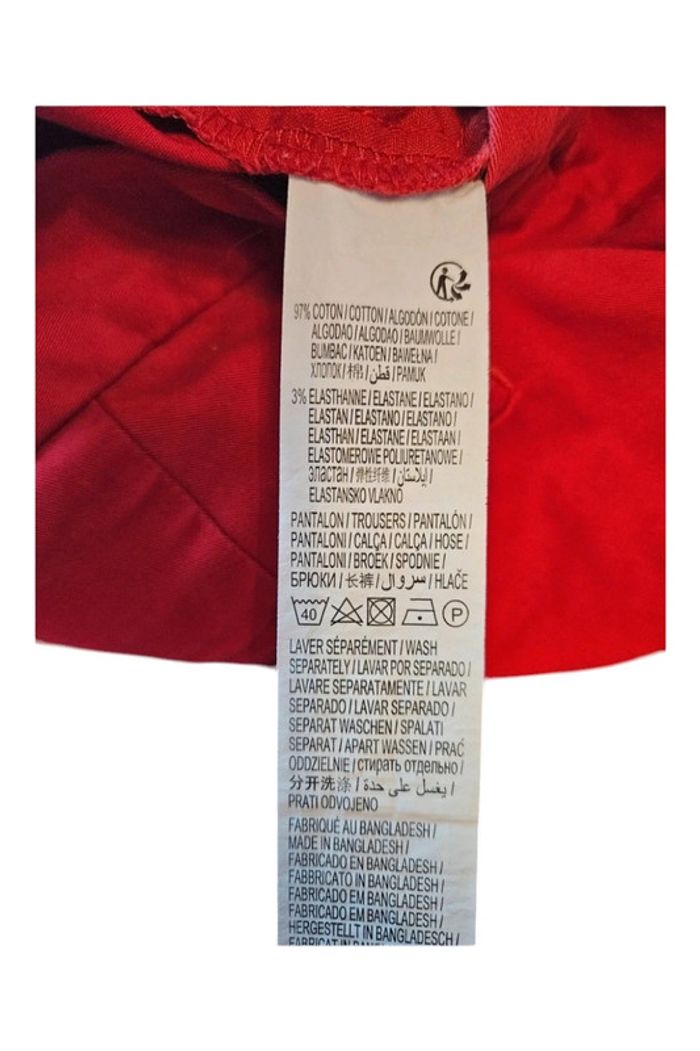 97% COTON / COTTON / ALGODÓN / COTONE /
ALGODAO / ALGODAO / BAUMWOLLE /
BUMBAC / KATOEN / BAWEŁNA /
ХЛОПОК / 棉 / قطن / PAMUK
3% ELASTHANNE / ELASTANE / ELASTANO /
ELASTAN / ELASTANO / ELASTANO /
ELASTHAN / ELASTANE / ELASTAAN /
ELASTOMEROWE POLIURETANOWE /
ЭЛАСТАН / 弹性纤维 / إيلاستان /
ELASTANSKO VLAKNO
PANTALON / TROUSERS / PANTALÓN /
PANTALONI / CALÇA / CALÇA / HOSE /
PANTALONI / BROEK / SPODNIE /
БРЮКИ / 长裤 / سروال / HLAČE
40 P
LAVER SÉPARÉMENT / WASH
SEPARATELY / LAVAR POR SEPARADO /
LAVARE SEPARATAMENTE / LAVAR
SEPARADO / LAVAR SEPARADO /
SEPARAT WASCHEN / SPALATI
SEPARAT / APART WASSEN / PRAĆ
ODDZIELNIE / стирать отдельно /
分开洗涤 / يغسل على حدة /
PRATI ODVOJENO
FABRIQUÉ AU BANGLADESH /
MADE IN BANGLADESH /
FABRICADO EN BANGLADESH /
FABBRICATO IN BANGLADESH /
FABRICADO EM BANGLADESH /
FABRICADO EM BANGLADESH /
HERGESTELLT IN BANGLADESCH /
FABRICAT IN